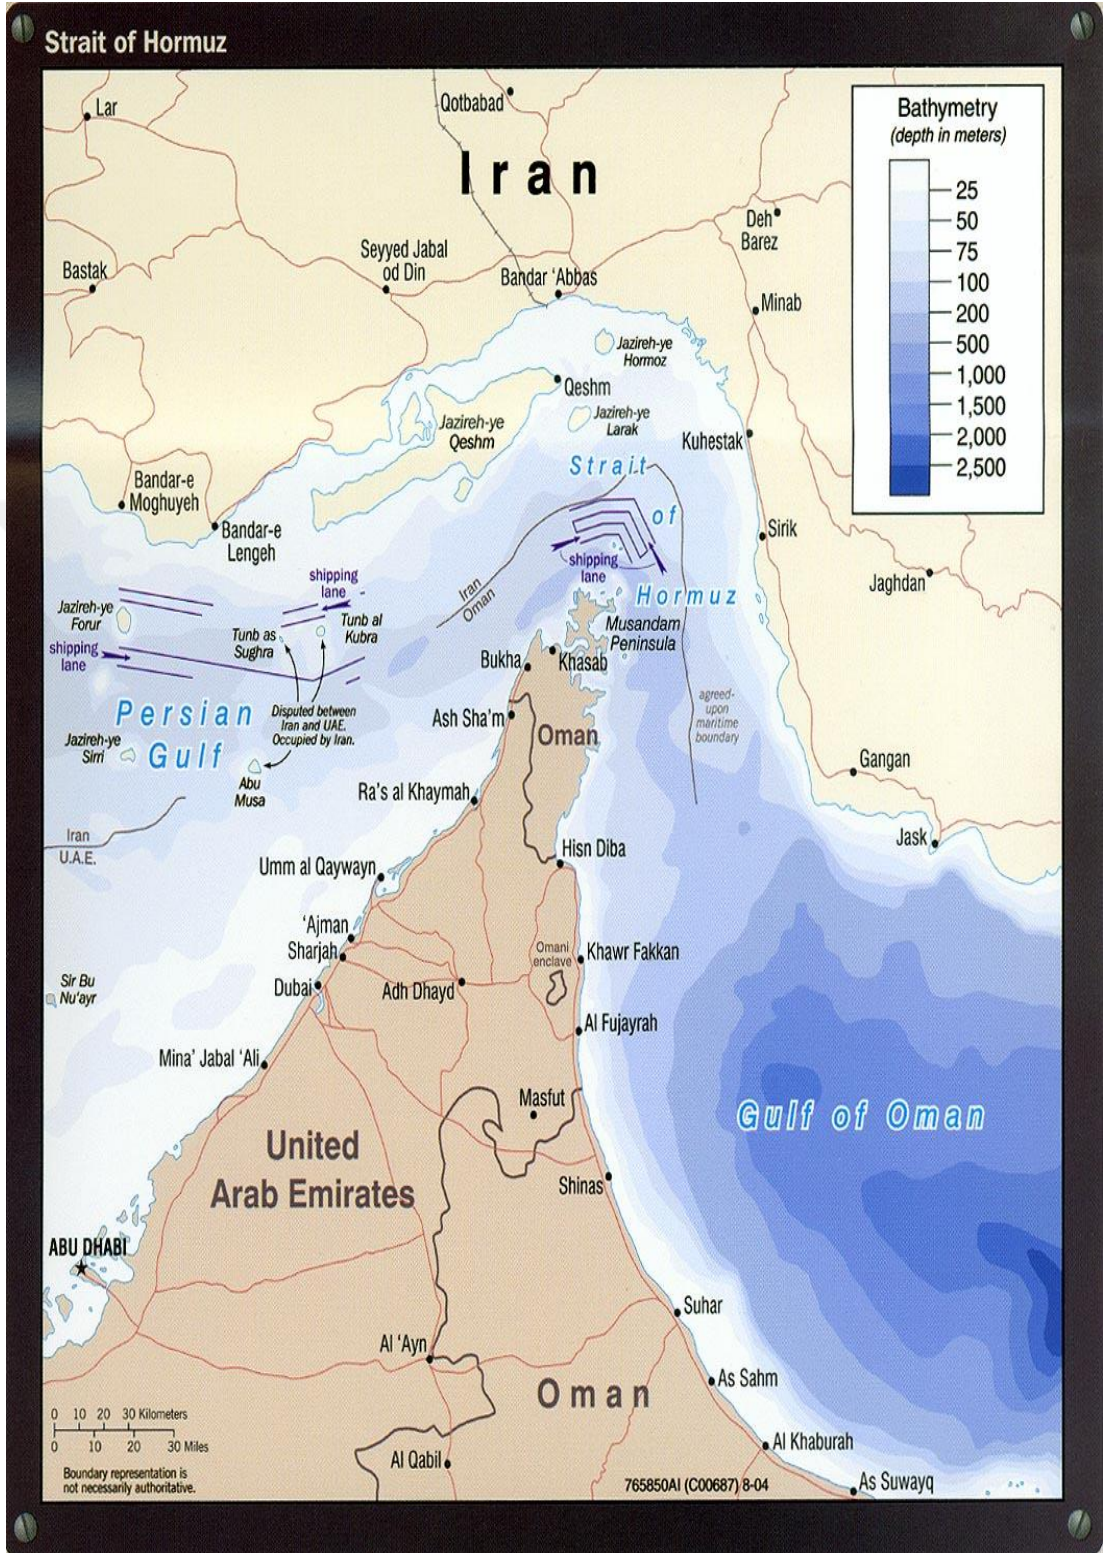 Strait of Hormuz
Lar
Qotbabad
Iran
Bathymetry
(depth in meters)
25
50
75
100
200
500
1,000
1,500
2,000
2,500
Deh
Barez
Seyyed Jabal
od Din
Bastak
Bandar 'Abbas
Minab
Jazireh-ye
Hormoz
Qeshm
Jazireh-ye
Larak
Jazireh-ye
Qeshm
Kuhestak
Strait
of
Hormuz
Bandar-e
Moghuyeh
Bandar-e
Lengeh
Sirik
Jaghdan
shipping
lane
shipping
lane
Iran
Oman
Jazireh-ye
Forur
Tunb as
Sughra
Tunb al
Kubra
shipping
lane
Musandam
Peninsula
Bukha
Khasab
Persian
Gulf
Disputed between
Iran and UAE.
Occupied by Iran.
Ash Sha'm
Oman
agreed-
upon
maritime
boundary
Jazireh-ye
Sirri
Abu
Musa
Gangan
Ra's al Khaymah
Iran
U.A.E.
Jask
Hisn Diba
Umm al Qaywayn
'Ajman
Sharjah
Omani
enclave
Khawr Fakkan
Sir Bu
Nu'ayr
Dubai
Adh Dhayd
Al Fujayrah
Mina' Jabal 'Ali
Masfut
Gulf of Oman
United
Arab Emirates
Shinas
ABU DHABI
Suhar
Al 'Ayn
As Sahm
Oman
0 10 20 30 Kilometers
0 10 20 30 Miles
Al Khaburah
Al Qabil
Boundary representation is
not necessarily authoritative.
765850AI (C00687) 8-04
As Suwayq